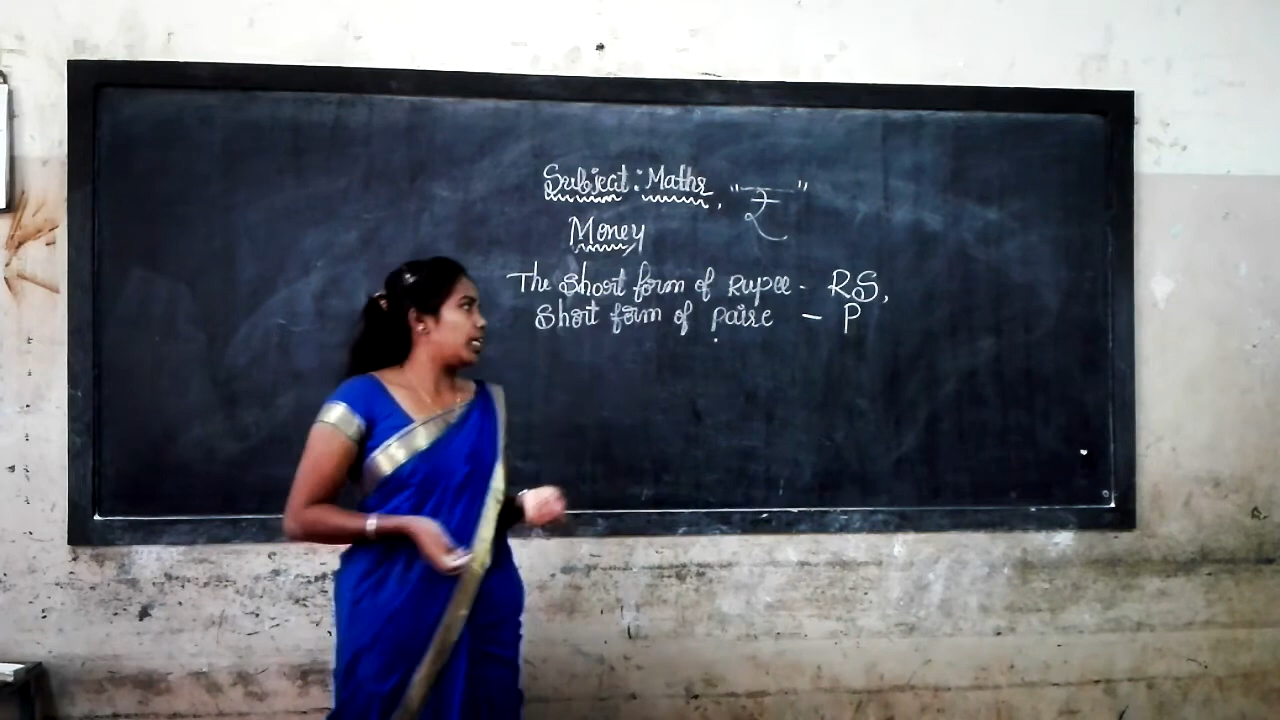 Subject : Maths, "₹"
Money
The Short form of Rupee - RS,
Short form of paise - P